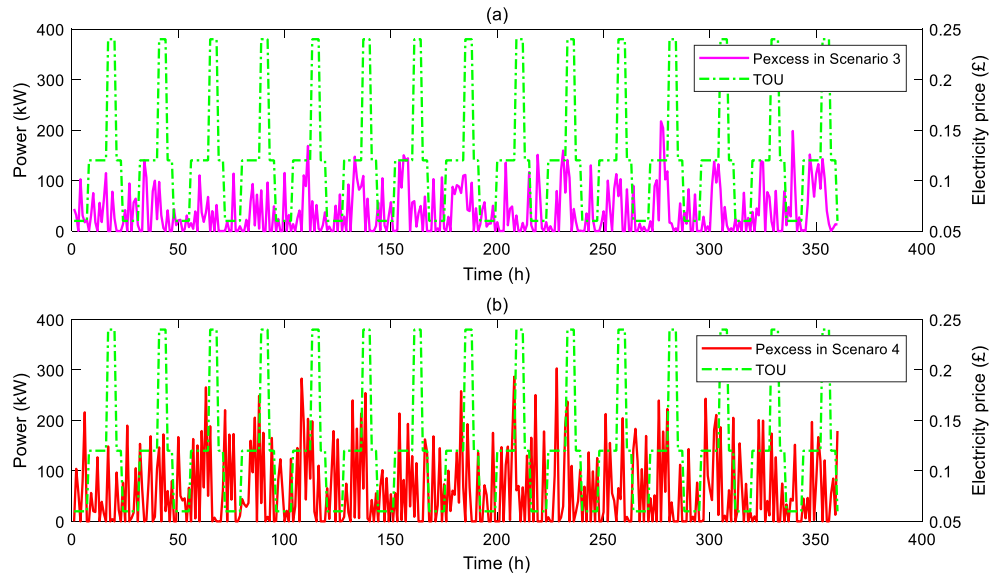 (a)
400
300
200
100
0
Power (kW)
0.25
0.2
0.15
0.1
0.05
Electricity price (£)
Pexcess in Scenario 3
TOU
0 50 100 150 200 250 300 350 400
Time (h)
(b)
400
300
200
100
0
Power (kW)
0.25
0.2
0.15
0.1
0.05
Electricity price (£)
Pexcess in Scenaro 4
TOU
0 50 100 150 200 250 300 350 400
Time (h)